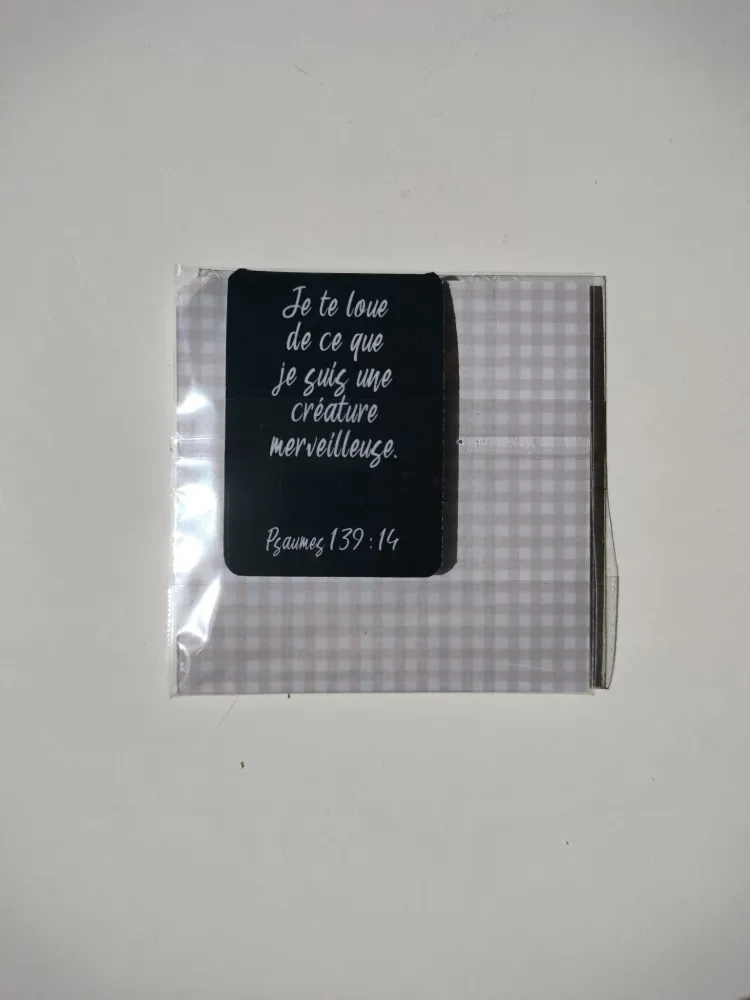 Je te loue
de ce que
je suis une
créature
merveilleuse.
Psaumes 139:14